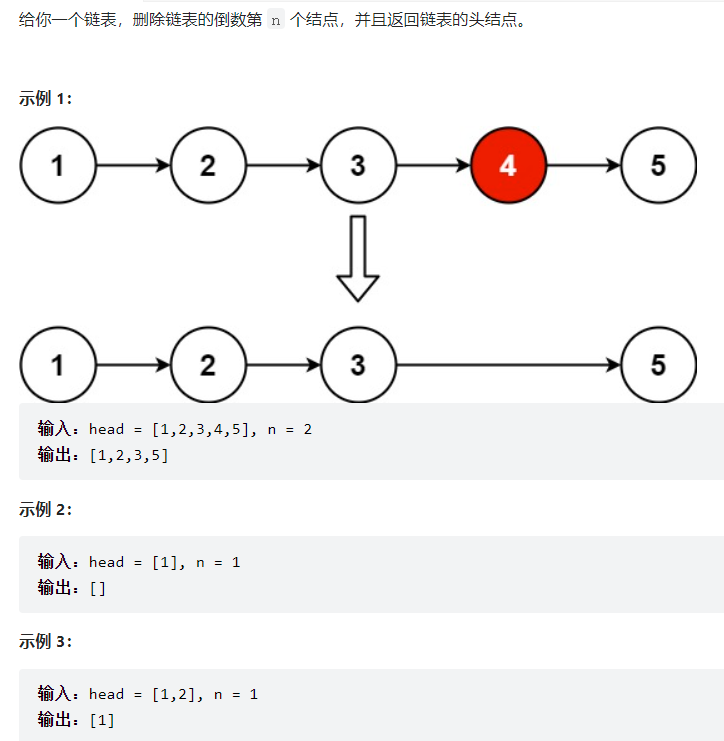 给你一个链表，删除链表的倒数第 n 个结点，并且返回链表的头结点。
示例 1：
1 2 3 4 5
1 2 3 5
输入：head = [1,2,3,4,5], n = 2
输出：[1,2,3,5]
示例 2：
输入：head = [1], n = 1
输出：[]
示例 3：
输入：head = [1,2], n = 1
输出：[1]